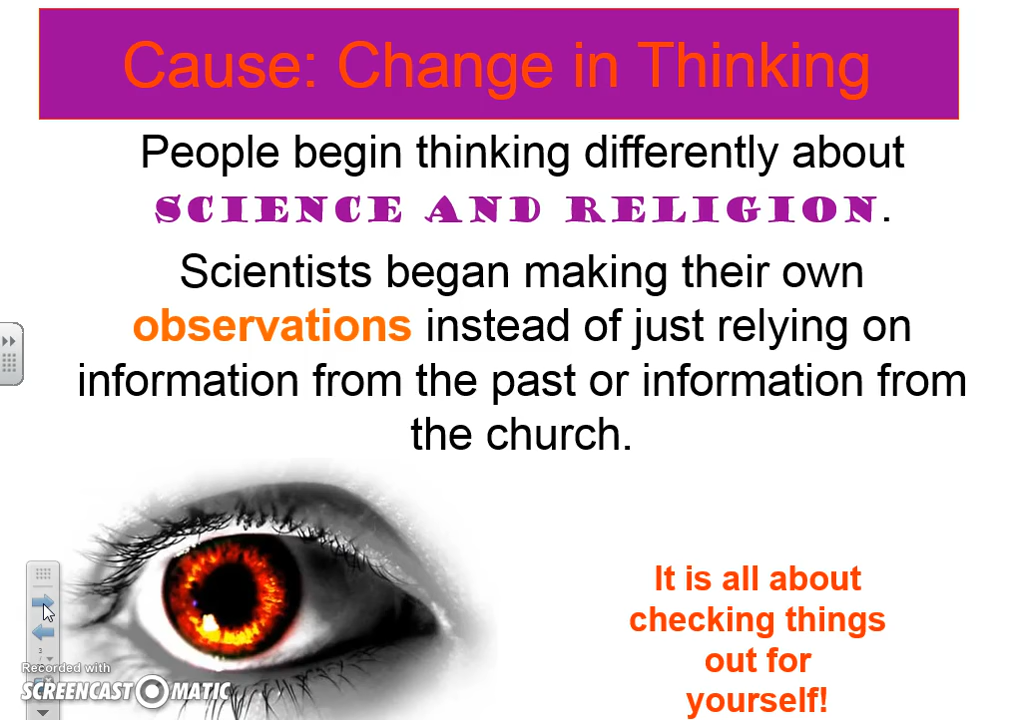 Cause: Change in Thinking
People begin thinking differently about
SCIENCE AND RELIGION.
Scientists began making their own
observations instead of just relying on
information from the past or information from
the church.
It is all about
checking things
out for
yourself!
3
Recorded with
SCREENCAST MATIC